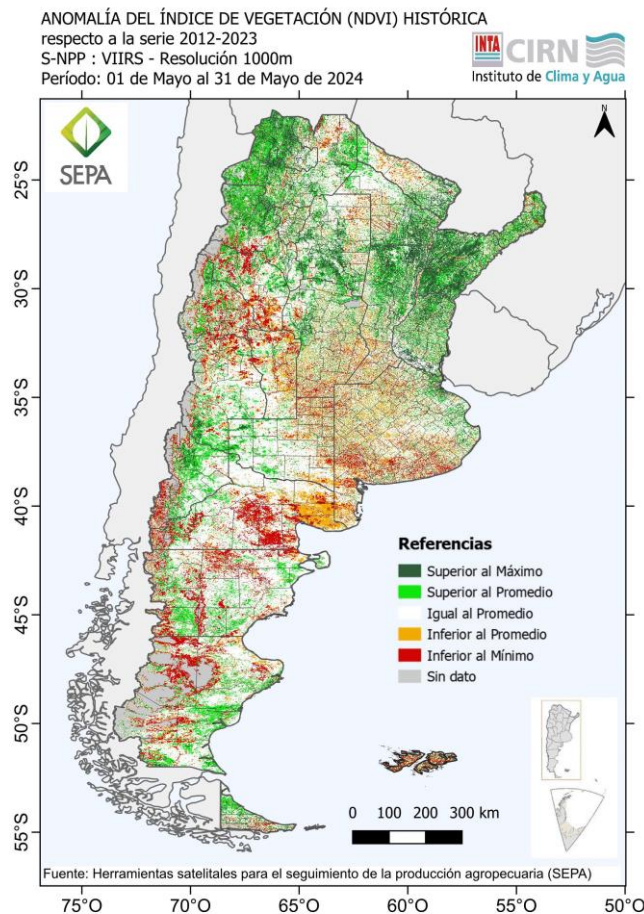 ANOMALÍA DEL ÍNDICE DE VEGETACIÓN (NDVI) HISTÓRICA
respecto a la serie 2012-2023
S-NPP : VIIRS - Resolución 1000m
Período: 01 de Mayo al 31 de Mayo de 2024
INTA CIRN
Instituto de Clima y Agua
SEPA
N
25°S
30°S
35°S
40°S
45°S
50°S
55°S
Referencias
Superior al Máximo
Superior al Promedio
Igual al Promedio
Inferior al Promedio
Inferior al Mínimo
Sin dato
0 100 200 300 km
Fuente: Herramientas satelitales para el seguimiento de la producción agropecuaria (SEPA)
75°O 70°O 65°O 60°O 55°O 50°O